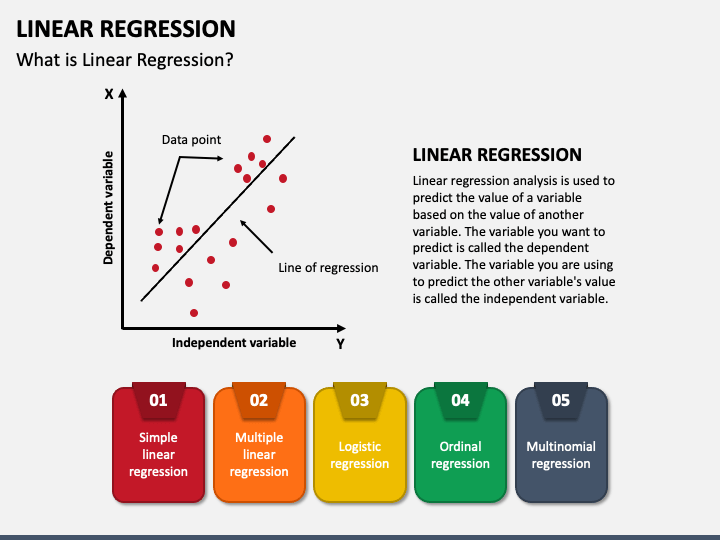 LINEAR REGRESSION
What is Linear Regression?
X
Data point
Dependent variable
Line of regression
Independent variable
Y
LINEAR REGRESSION
Linear regression analysis is used to
predict the value of a variable
based on the value of another
variable. The variable you want to
predict is called the dependent
variable. The variable you are using
to predict the other variable's value
is called the independent variable.
01
Simple
linear
regression
02
Multiple
linear
regression
03
Logistic
regression
04
Ordinal
regression
05
Multinomial
regression